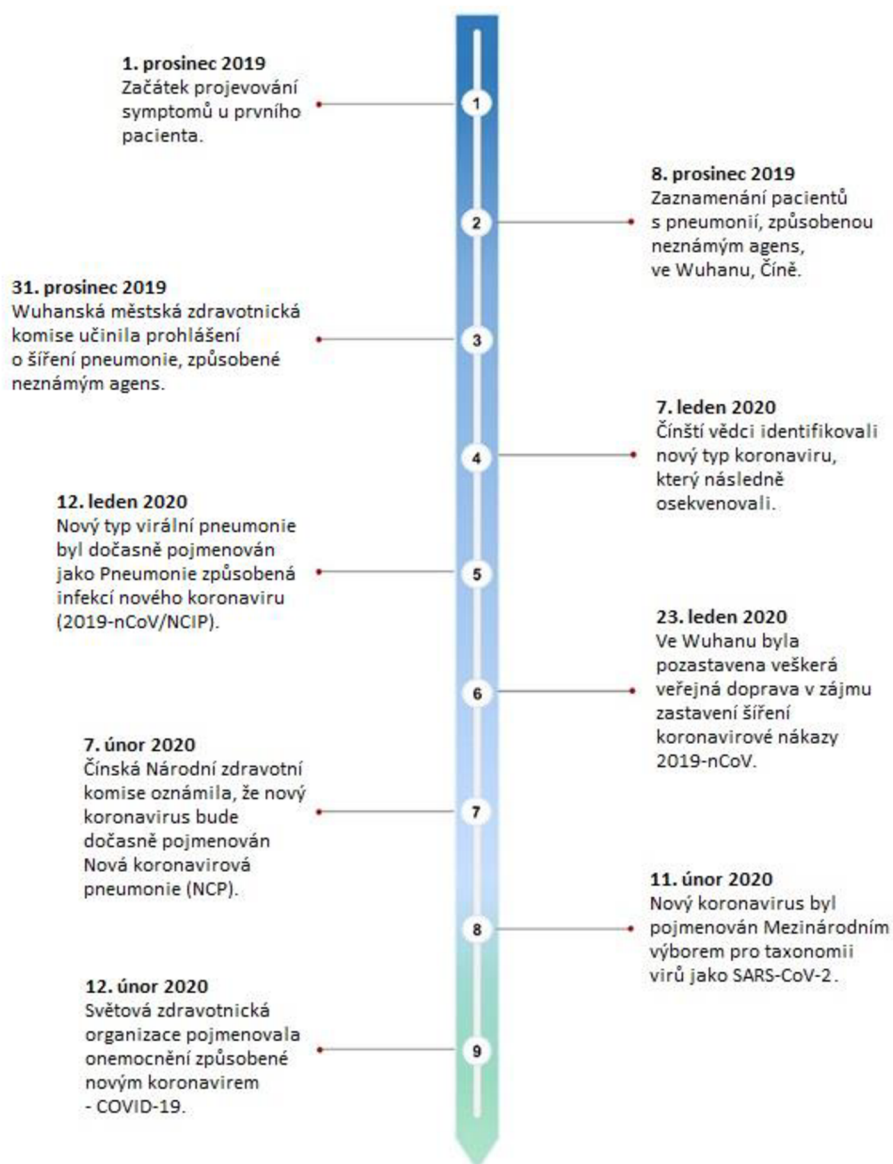 1. prosinec 2019
Začátek projevování
symptomů u prvního
pacienta.
1
8. prosinec 2019
Zaznamenání pacientů
s pneumonií, způsobenou
neznámým agens,
ve Wuhanu, Číně.
2
31. prosinec 2019
Wuhanská městská zdravotnická
komise učinila prohlášení
o šíření pneumonie, způsobené
neznámým agens.
3
7. leden 2020
Čínští vědci identifikovali
nový typ koronaviru,
který následně
osekvenovali.
4
12. leden 2020
Nový typ virální pneumonie
byl dočasně pojmenován
jako Pneumonie způsobená
infekcí nového koronaviru
(2019-nCoV/NCIP).
5
23. leden 2020
Ve Wuhanu byla
pozastavena veškerá
veřejná doprava v zájmu
zastavení šíření
koronavirové nákazy
2019-nCoV.
6
7. únor 2020
Čínská Národní zdravotní
komise oznámila, že nový
koronavirus bude
dočasně pojmenován
Nová koronavirová
pneumonie (NCP).
7
11. únor 2020
Nový koronavirus byl
pojmenován Mezinárodním
výborem pro taxonomii
virů jako SARS-CoV-2.
8
12. únor 2020
Světová zdravotnická
organizace pojmenovala
onemocnění způsobené
novým koronavirem
- COVID-19.
9